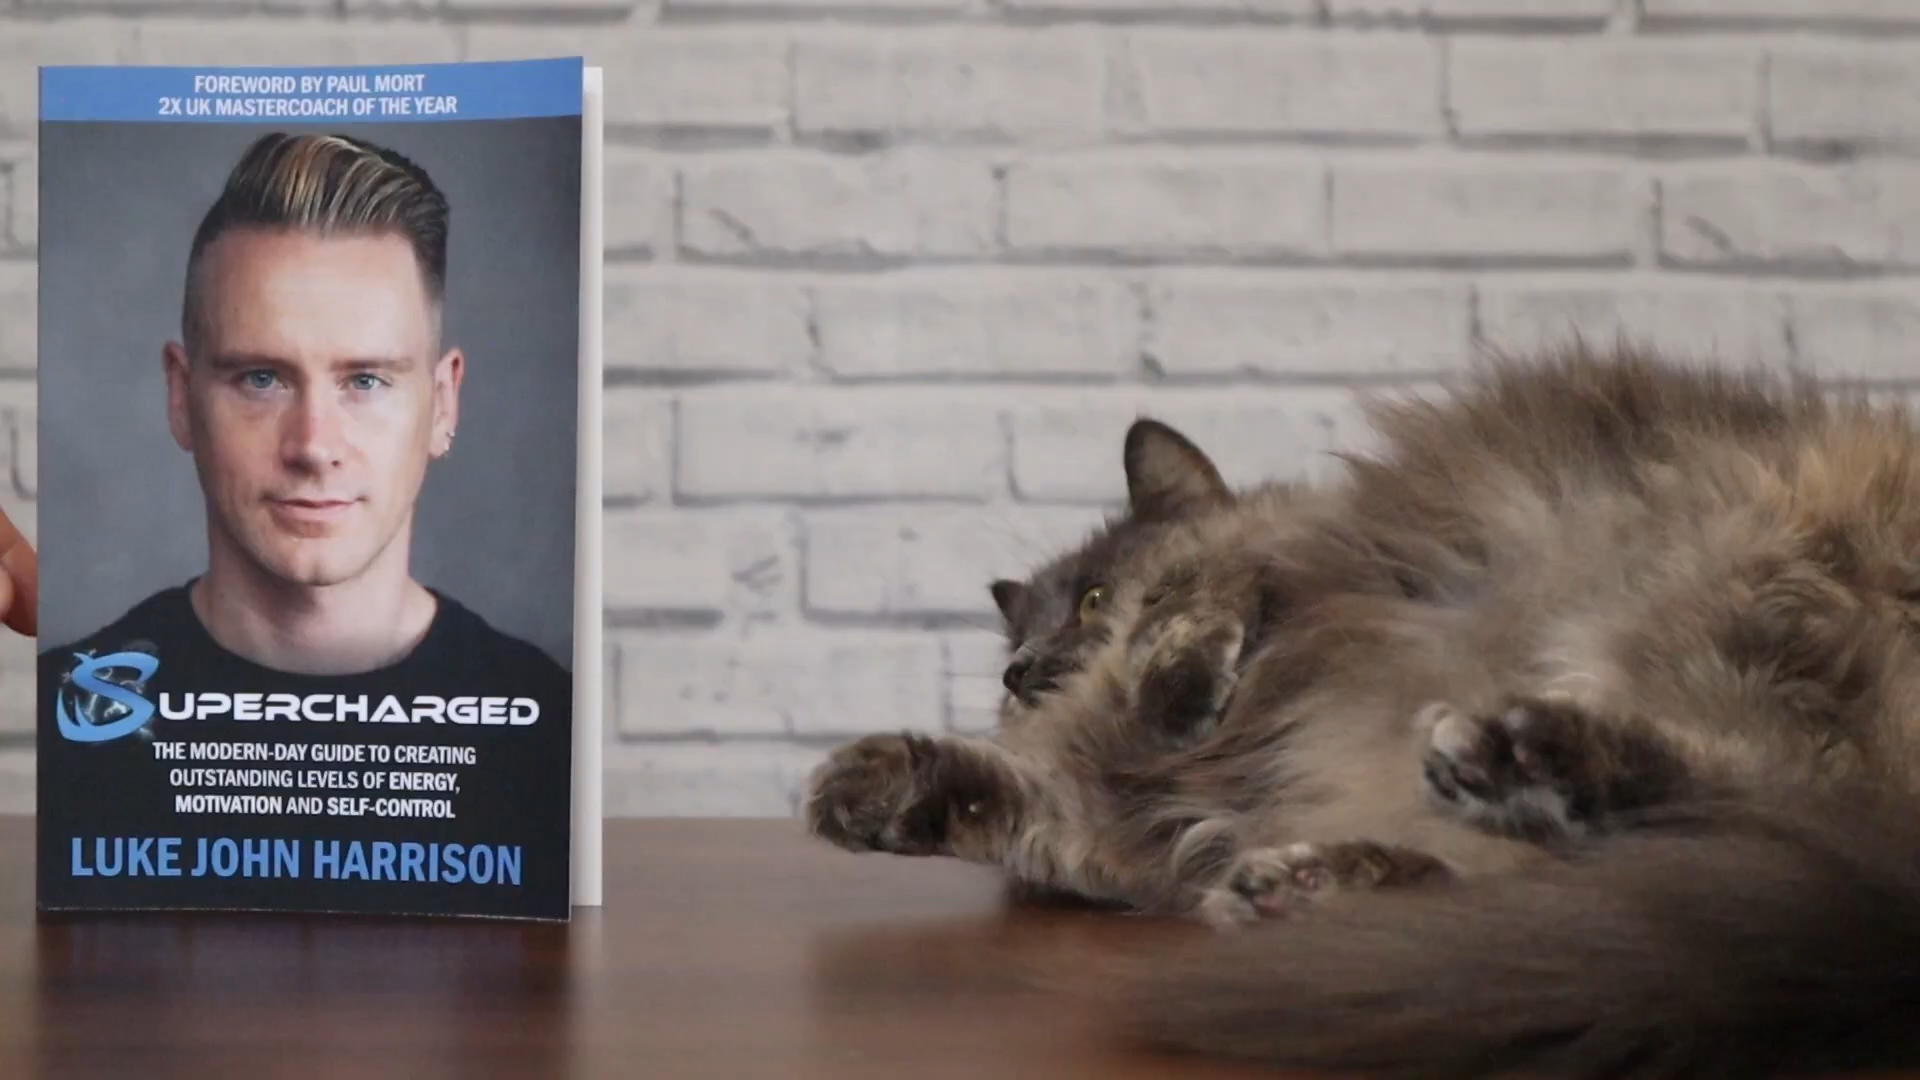 FOREWORD BY PAUL MORT
2X UK MASTERCOACH OF THE YEAR
SUPERCHARGED
THE MODERN-DAY GUIDE TO CREATING
OUTSTANDING LEVELS OF ENERGY,
MOTIVATION AND SELF-CONTROL
LUKE JOHN HARRISON